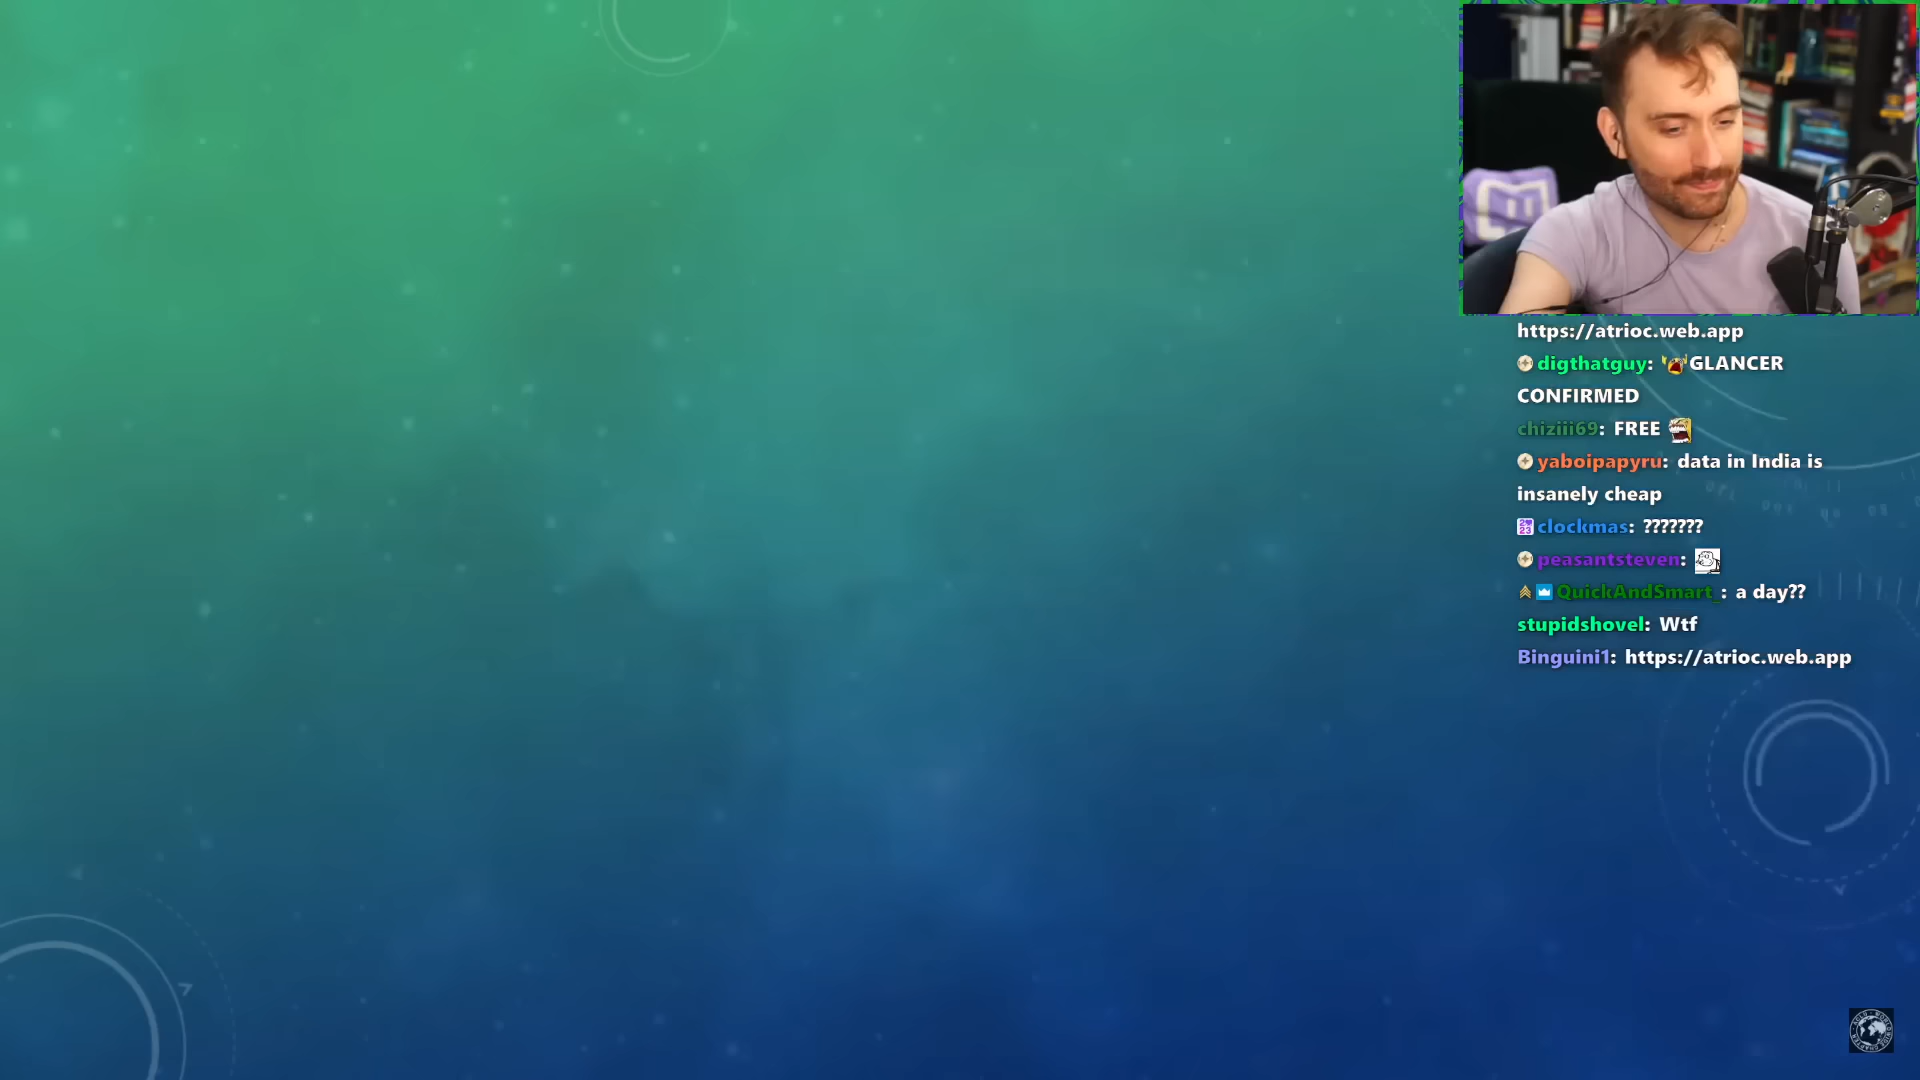 https://atrioc.web.app
digthatguy: GLANCER
CONFIRMED
chiziii69: FREE
yaboipapyru: data in India is
insanely cheap
clockmas: ???????
peasantsteven:
QuickAndSmart_: a day??
stupidshovel: Wtf
Binguini1: https://atrioc.web.app